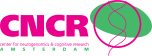 CNCR
center for neurogenomics & cognitive research
AMSTERDAM